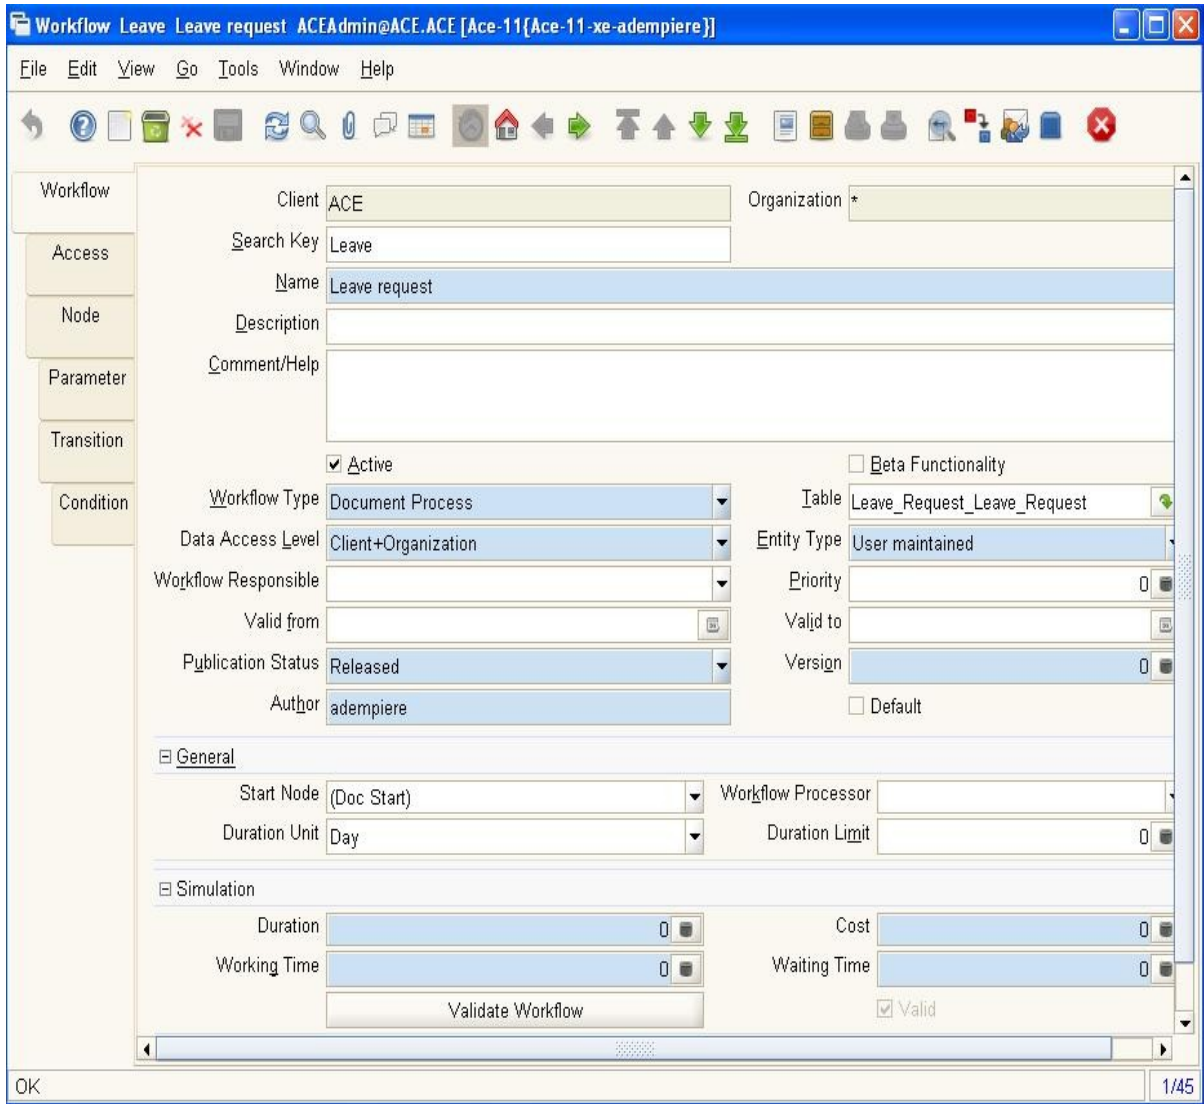 Workflow Leave Leave request ACEAdmin@ACE.ACE [Ace-11{Ace-11-xe-adempiere}]
File Edit View Go Tools Window Help
Workflow
Access
Node
Parameter
Transition
Condition
Client ACE Organization *
Search Key Leave
Name Leave request
Description
Comment/Help
Active Beta Functionality
Workflow Type Document Process Table Leave_Request_Leave_Request
Data Access Level Client+Organization Entity Type User maintained
Workflow Responsible Priority 0
Valid from Valid to
Publication Status Released Version 0
Author adempiere Default
General
Start Node (Doc Start) Workflow Processor
Duration Unit Day Duration Limit 0
Simulation
Duration 0 Cost 0
Working Time 0 Waiting Time 0
Validate Workflow Valid
OK 1/45